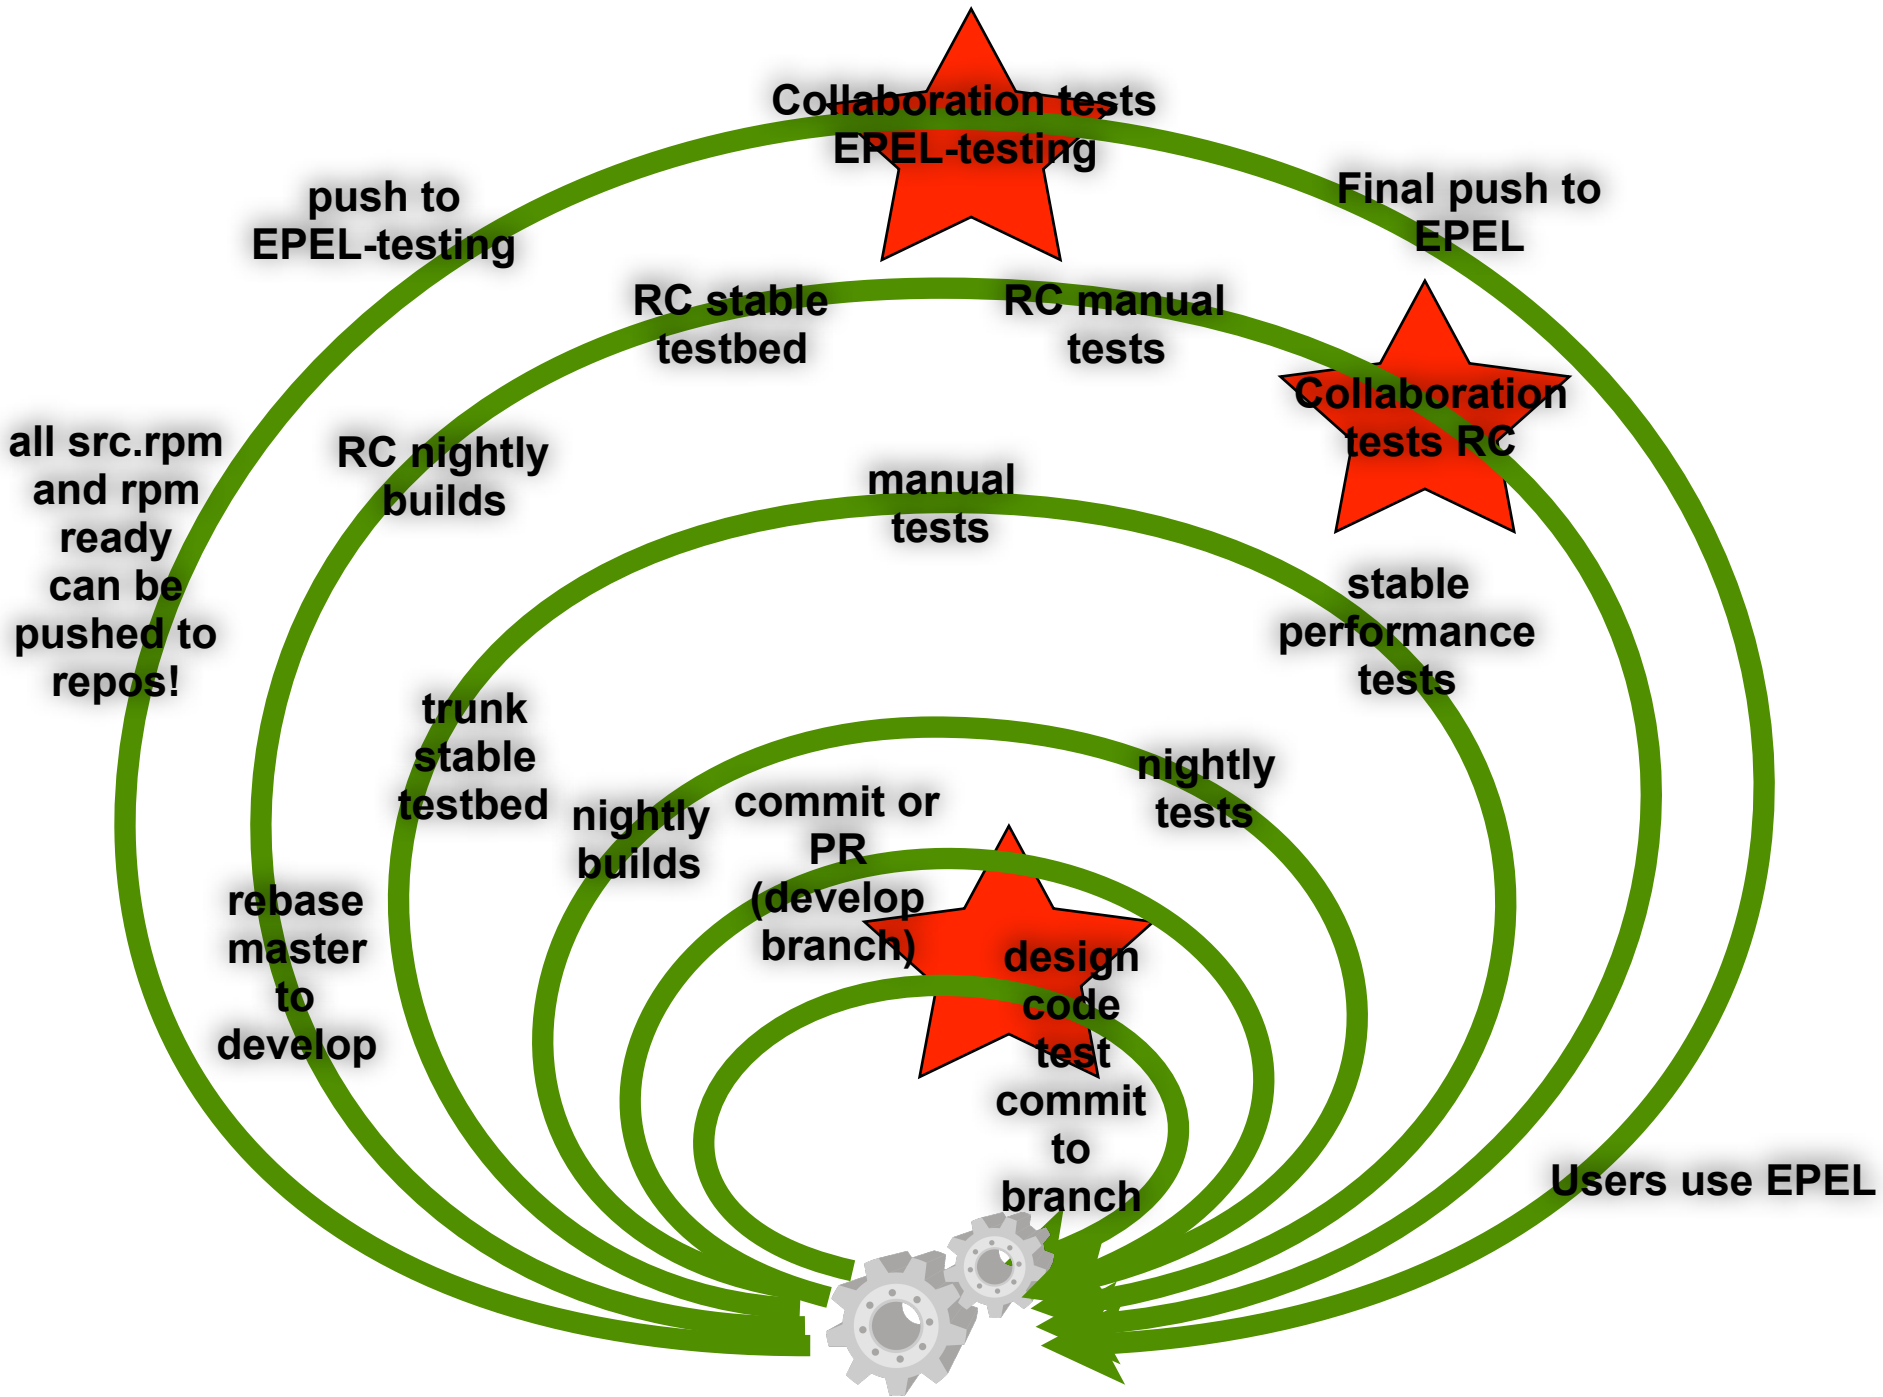 Collaboration tests
EPEL-testing
push to
EPEL-testing
Final push to
EPEL
RC stable
testbed
RC manual
tests
Collaboration
tests RC
all src.rpm
and rpm
ready
can be
pushed to
repos!
RC nightly
builds
manual
tests
stable
performance
tests
trunk
stable
testbed
nightly
builds
commit or
PR
(develop
branch)
nightly
tests
rebase
master
to
develop
design
code
test
commit
to
branch
Users use EPEL